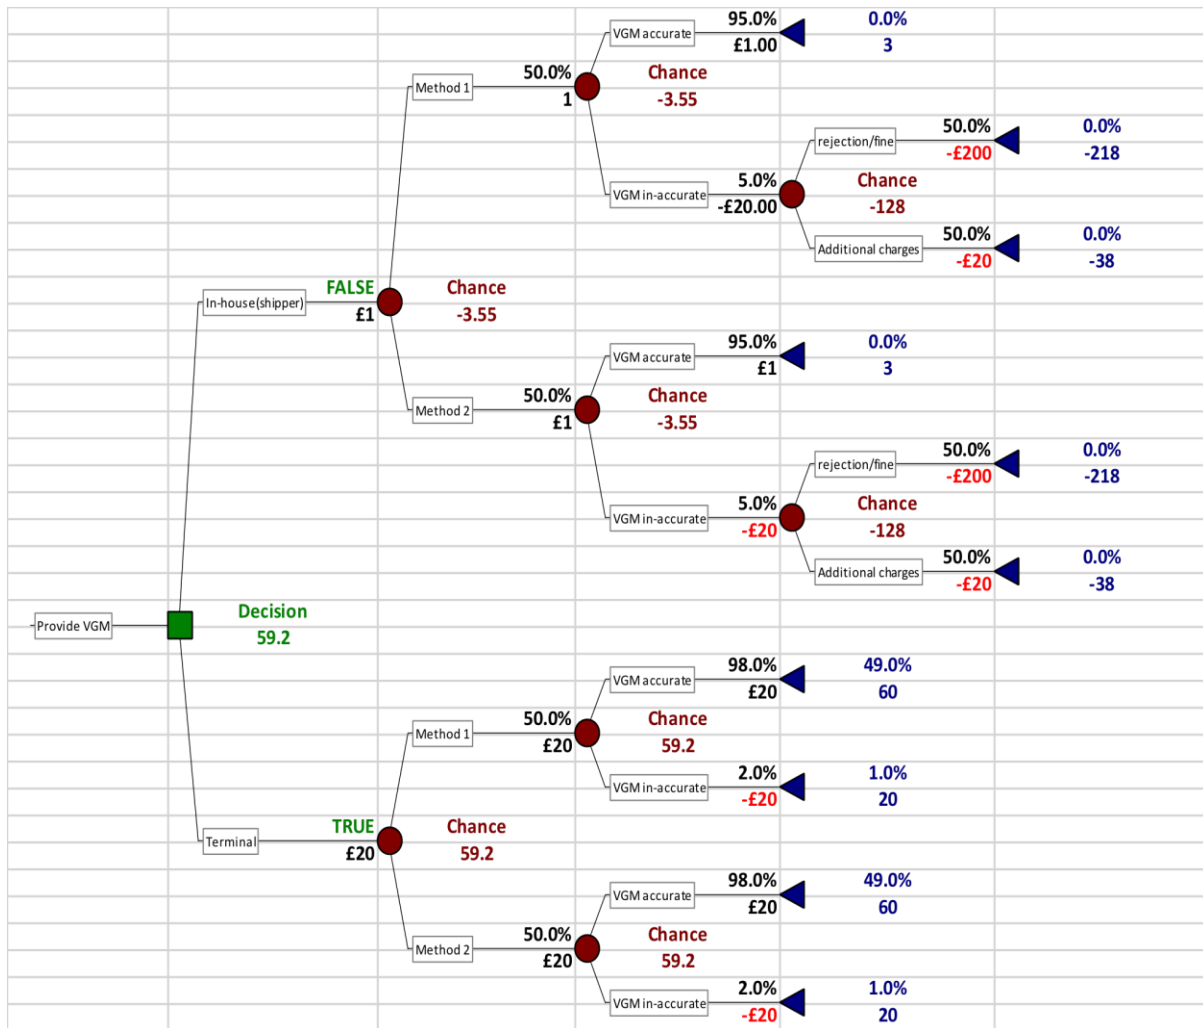 95.0% 0.0%
VGM accurate
£1.00 3
50.0% Chance
Method 1
1 -3.55
50.0% 0.0%
rejection/fine
-£200 -218
5.0% Chance
VGM in-accurate
-£20.00 -128
50.0% 0.0%
Additional charges
-£20 -38
FALSE Chance
In-house(shipper)
£1 -3.55
95.0% 0.0%
VGM accurate
£1 3
50.0% Chance
Method 2
£1 -3.55
50.0% 0.0%
rejection/fine
-£200 -218
5.0% Chance
VGM in-accurate
-£20 -128
50.0% 0.0%
Additional charges
-£20 -38
Decision
Provide VGM
59.2
98.0% 49.0%
VGM accurate
£20 60
50.0% Chance
Method 1
£20 59.2
2.0% 1.0%
VGM in-accurate
-£20 20
TRUE Chance
Terminal
£20 59.2
98.0% 49.0%
VGM accurate
£20 60
50.0% Chance
Method 2
£20 59.2
2.0% 1.0%
VGM in-accurate
-£20 20